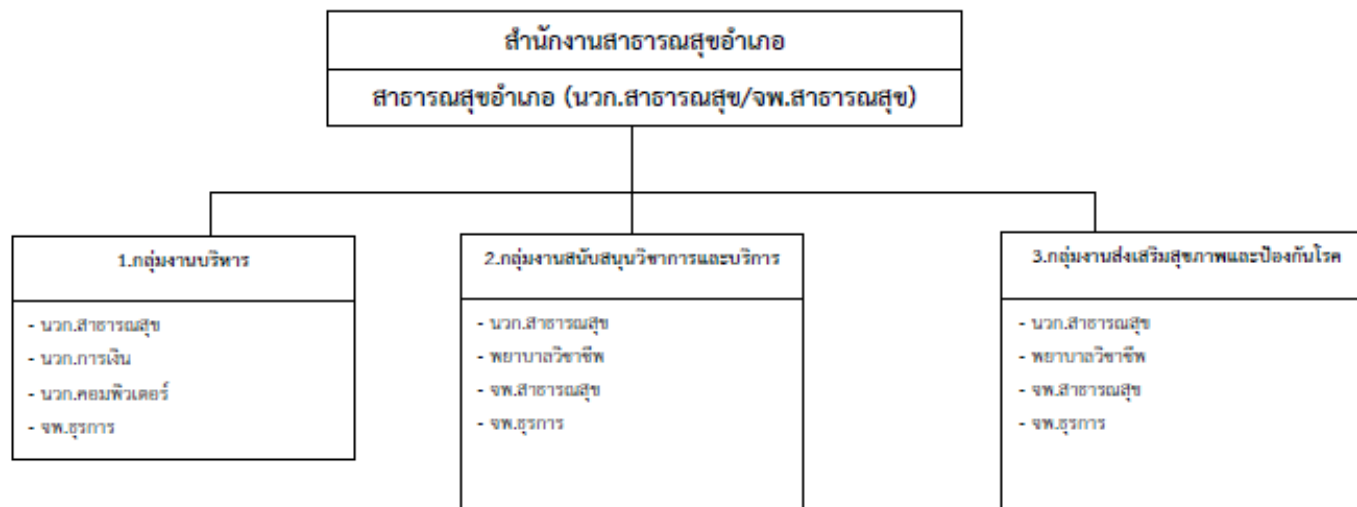 สำนักงานสาธารณสุขอำเภอ
สาธารณสุขอำเภอ (นวก.สาธารณสุข/จพ.สาธารณสุข)
1.กลุ่มงานบริหาร
- นวก.สาธารณสุข
- นวก.การเงิน
- นวก.คอมพิวเตอร์
- จพ.ธุรการ
2.กลุ่มงานสนับสนุนวิชาการและบริการ
- นวก.สาธารณสุข
- พยาบาลวิชาชีพ
- จพ.สาธารณสุข
- จพ.ธุรการ
3.กลุ่มงานส่งเสริมสุขภาพและป้องกันโรค
- นวก.สาธารณสุข
- พยาบาลวิชาชีพ
- จพ.สาธารณสุข
- จพ.ธุรการ